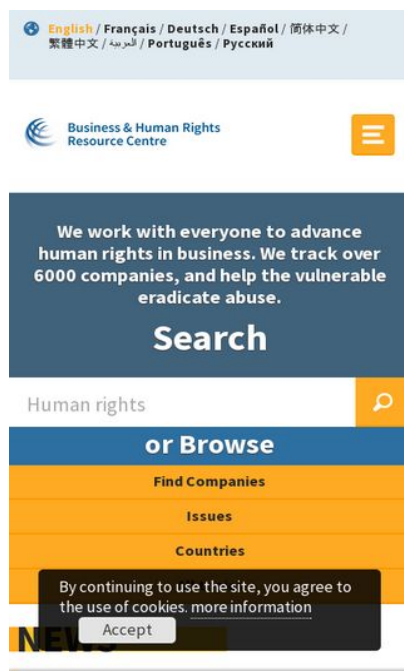 English / Français / Deutsch / Español / 简体中文 /
繁體中文 / العربية / Português / Русский
Business & Human Rights
Resource Centre
We work with everyone to advance
human rights in business. We track over
6000 companies, and help the vulnerable
eradicate abuse.
Search
Human rights
or Browse
Find Companies
Issues
Countries
By continuing to use the site, you agree to
the use of cookies. more information
Accept
NEWS